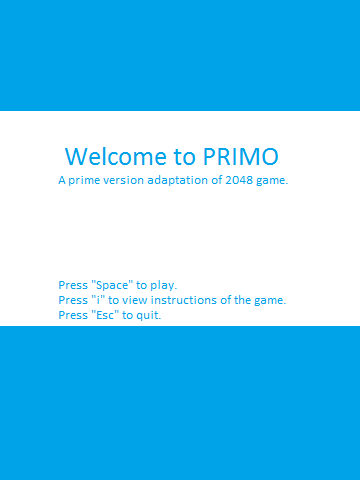 Welcome to PRIMO
A prime version adaptation of 2048 game.
Press "Space" to play.
Press "i" to view instructions of the game.
Press "Esc" to quit.